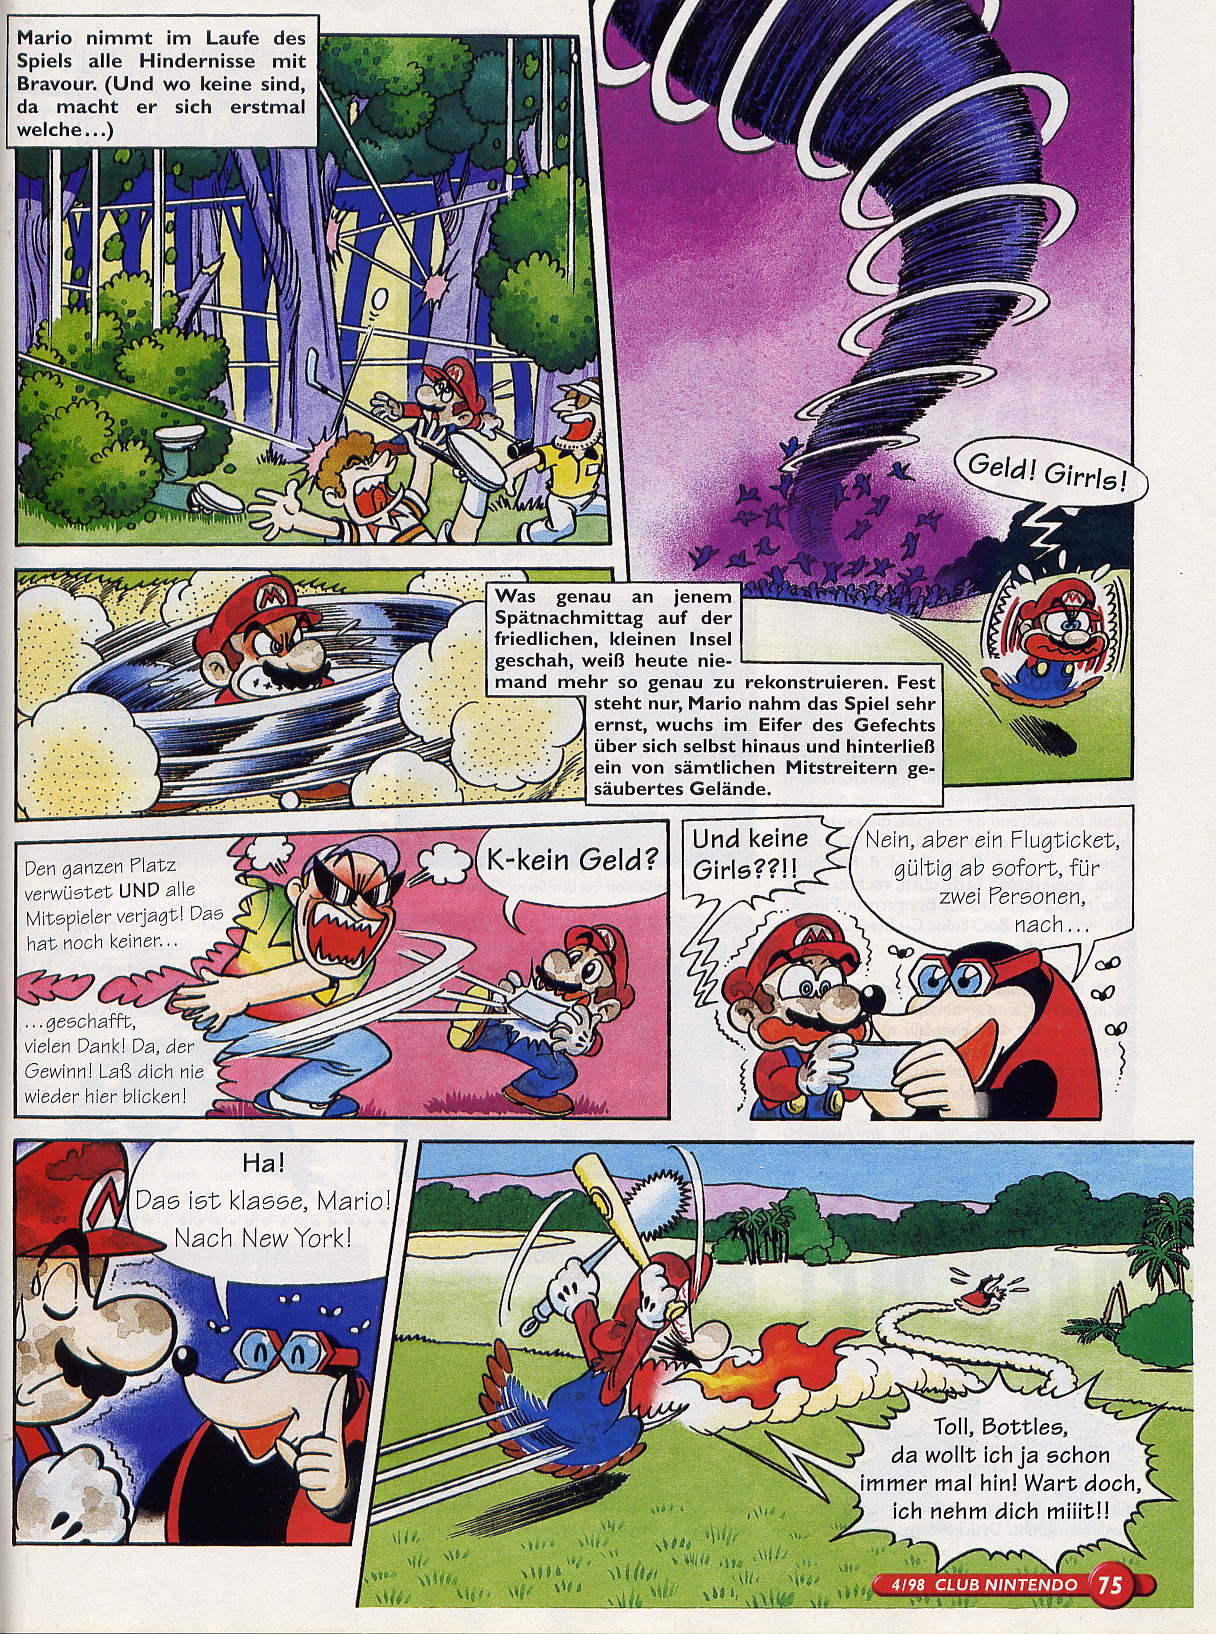 Mario nimmt im Laufe des
Spiels alle Hindernisse mit
Bravour. (Und wo keine sind,
da macht er sich erstmal
welche...)
Geld! Girrls!
Was genau an jenem
Spätnachmittag auf der
friedlichen, kleinen Insel
geschah, weiß heute nie-
mand mehr so genau zu rekonstruieren. Fest
steht nur, Mario nahm das Spiel sehr
ernst, wuchs im Eifer des Gefechts
über sich selbst hinaus und hinterließ
ein von sämtlichen Mitstreitern ge-
säubertes Gelände.
Den ganzen Platz
verwüstet UND alle
Mitspieler verjagt! Das
hat noch keiner...
...geschafft,
vielen Dank! Da, der
Gewinn! Laß dich nie
wieder hier blicken!
K-kein Geld?
Und keine
Girls??!!
Nein, aber ein Flugticket,
gültig ab sofort, für
zwei Personen,
nach...
Ha!
Das ist klasse, Mario!
Nach New York!
Toll, Bottles,
da wollt ich ja schon
immer mal hin! Wart doch,
ich nehm dich miiit!!
4/98 CLUB NINTENDO 75